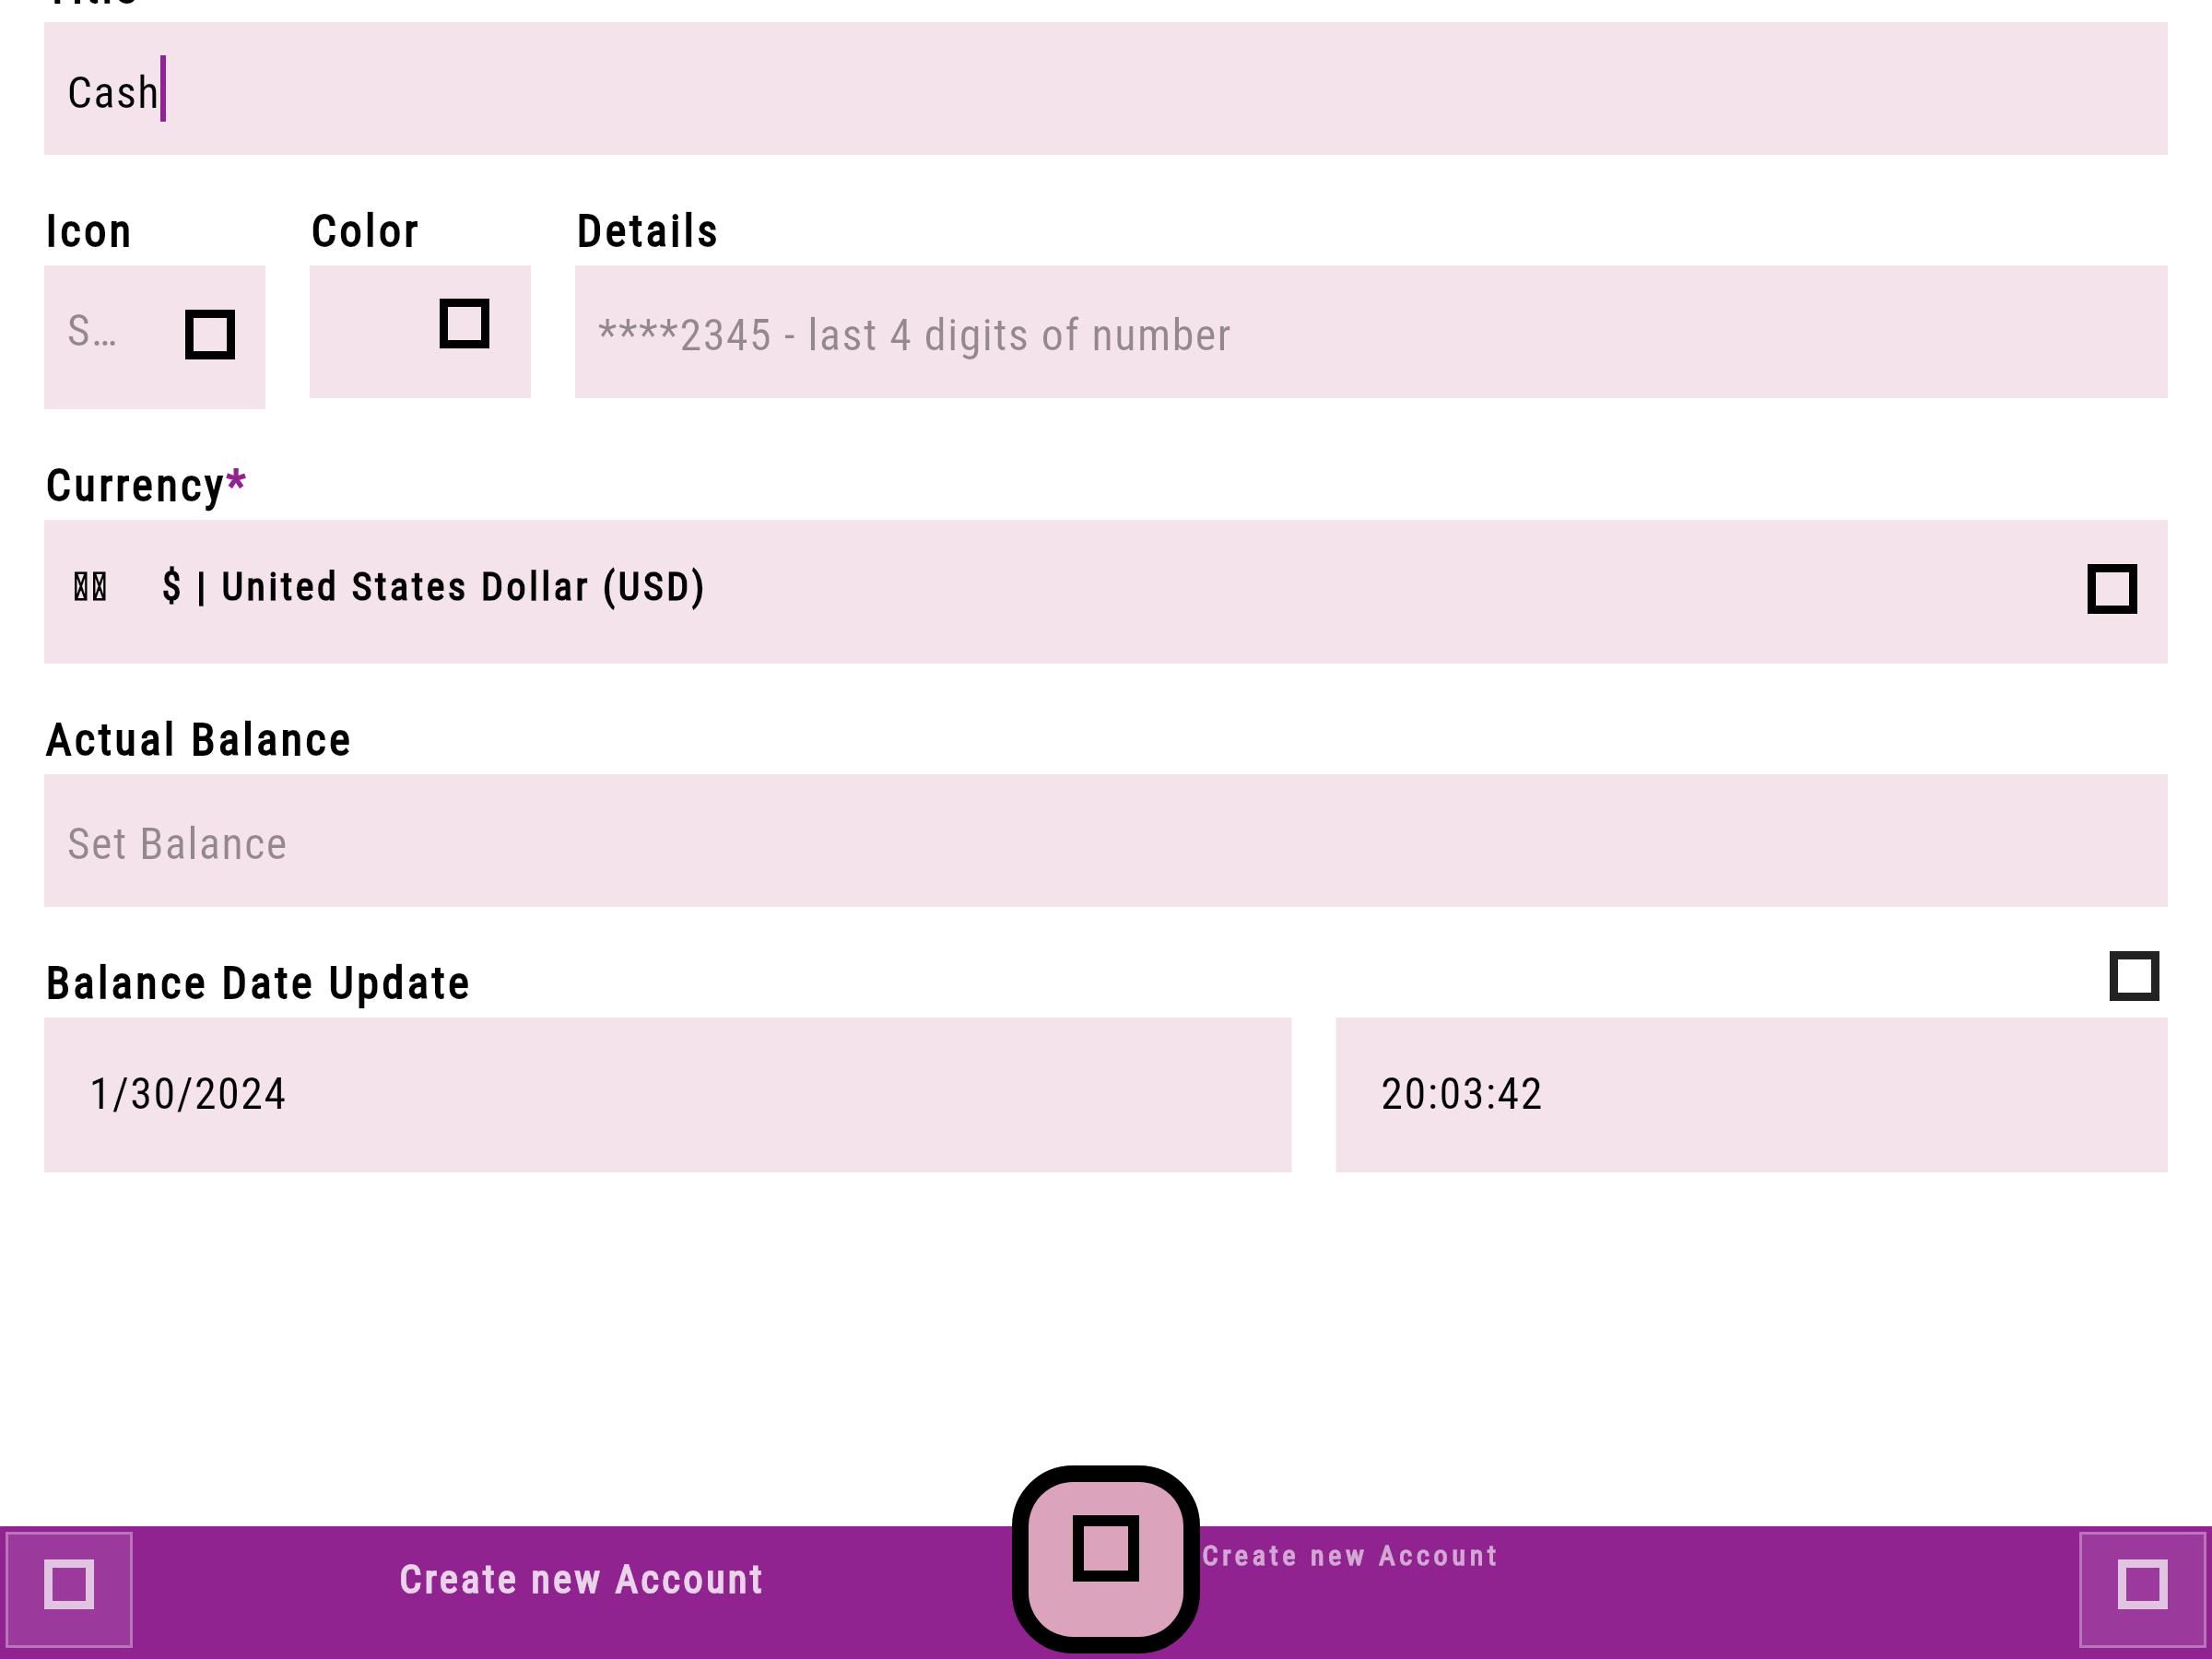 Cash
Icon
Color
Details
S…
****2345 - last 4 digits of number
Currency*
$ | United States Dollar (USD)
Actual Balance
Set Balance
Balance Date Update
1/30/2024
20:03:42
Create new Account
Create new Account